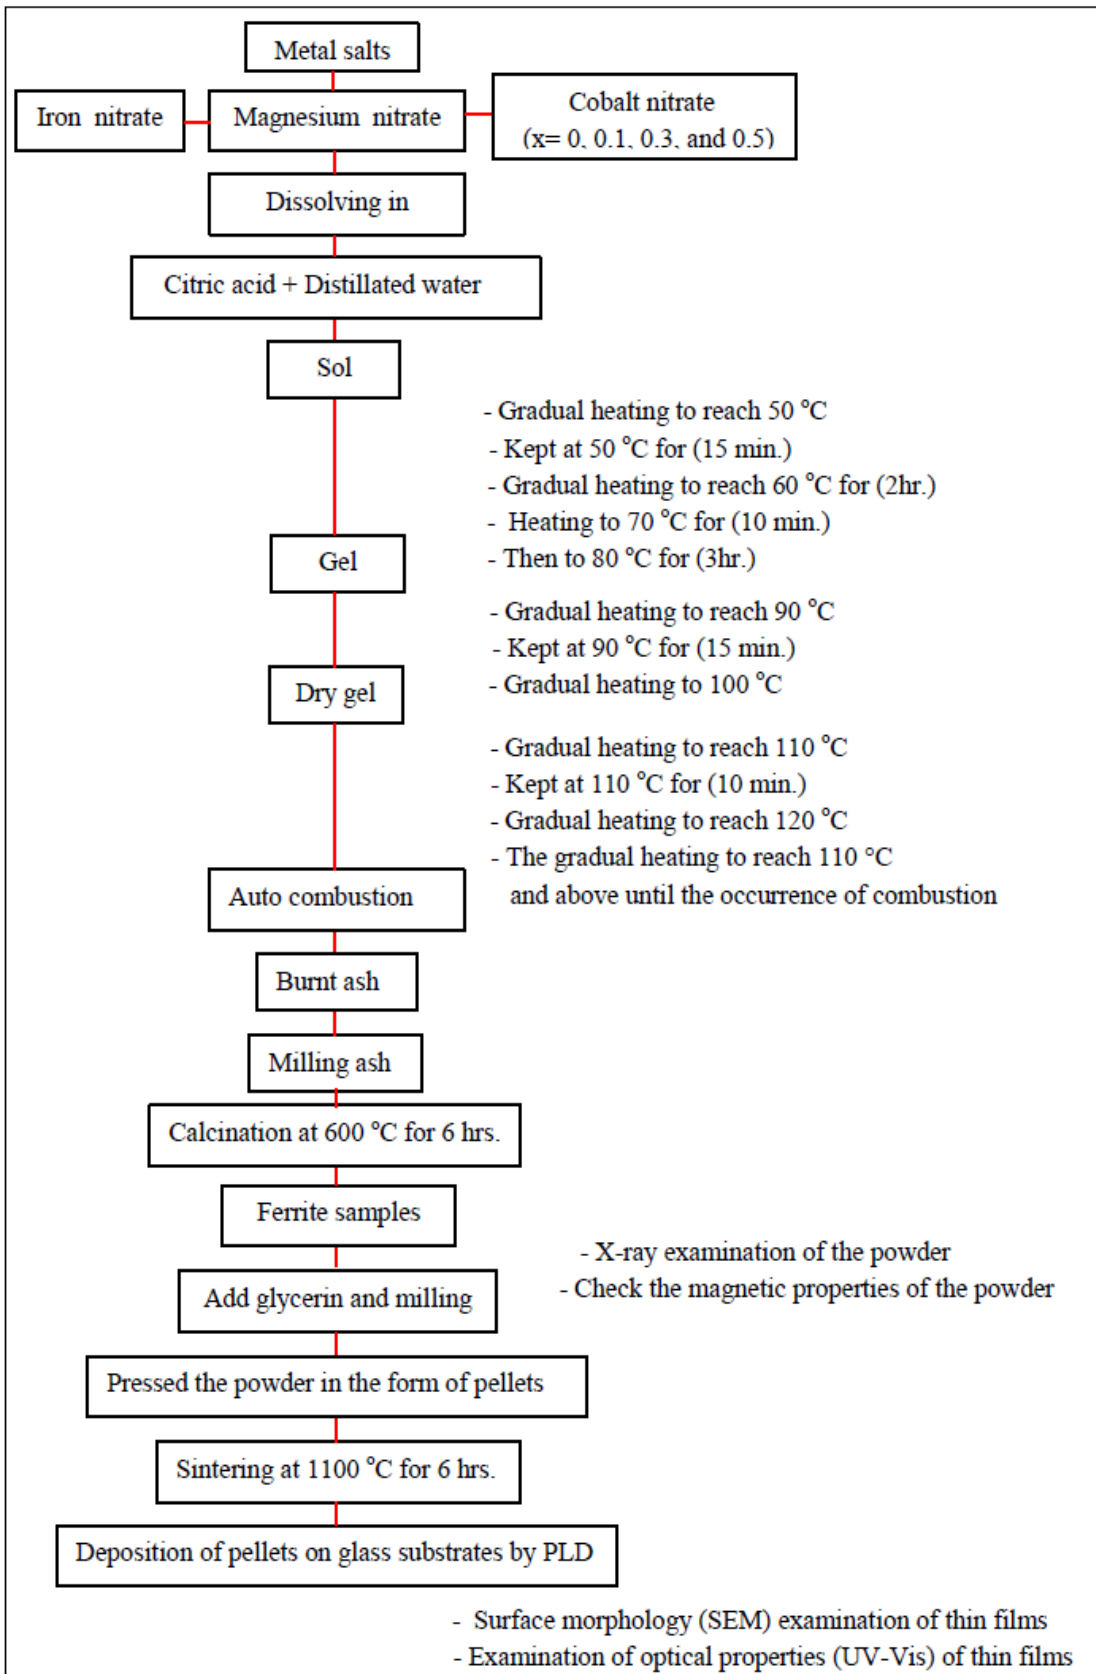 Metal salts
Iron nitrate
Magnesium nitrate
Cobalt nitrate
(x= 0, 0.1, 0.3, and 0.5)
Dissolving in
Citric acid + Distillated water
Sol
- Gradual heating to reach 50 °C
- Kept at 50 °C for (15 min.)
- Gradual heating to reach 60 °C for (2hr.)
- Heating to 70 °C for (10 min.)
- Then to 80 °C for (3hr.)
Gel
- Gradual heating to reach 90 °C
- Kept at 90 °C for (15 min.)
- Gradual heating to 100 °C
Dry gel
- Gradual heating to reach 110 °C
- Kept at 110 °C for (10 min.)
- Gradual heating to reach 120 °C
- The gradual heating to reach 110 °C
and above until the occurrence of combustion
Auto combustion
Burnt ash
Milling ash
Calcination at 600 °C for 6 hrs.
Ferrite samples
- X-ray examination of the powder
- Check the magnetic properties of the powder
Add glycerin and milling
Pressed the powder in the form of pellets
Sintering at 1100 °C for 6 hrs.
Deposition of pellets on glass substrates by PLD
- Surface morphology (SEM) examination of thin films
- Examination of optical properties (UV-Vis) of thin films